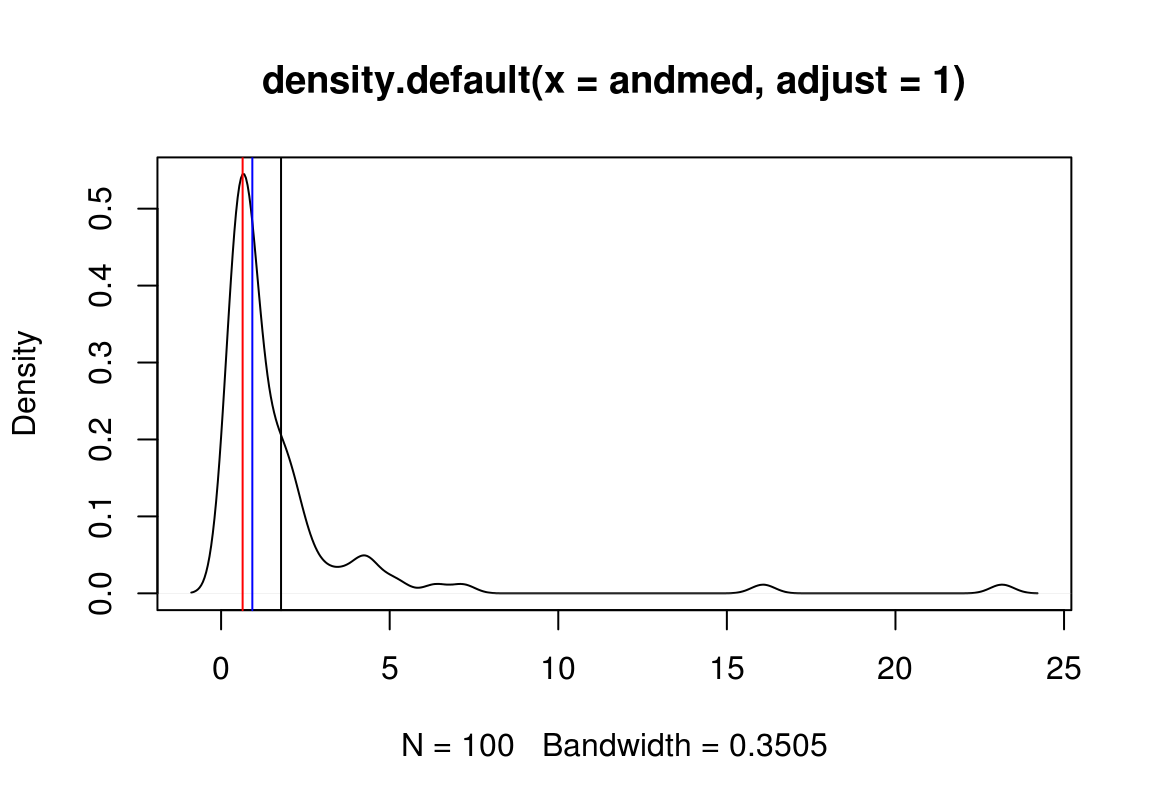 density.default(x = andmed, adjust = 1)
Density
0.5
0.4
0.3
0.2
0.1
0.0
0 5 10 15 20 25
N = 100 Bandwidth = 0.3505